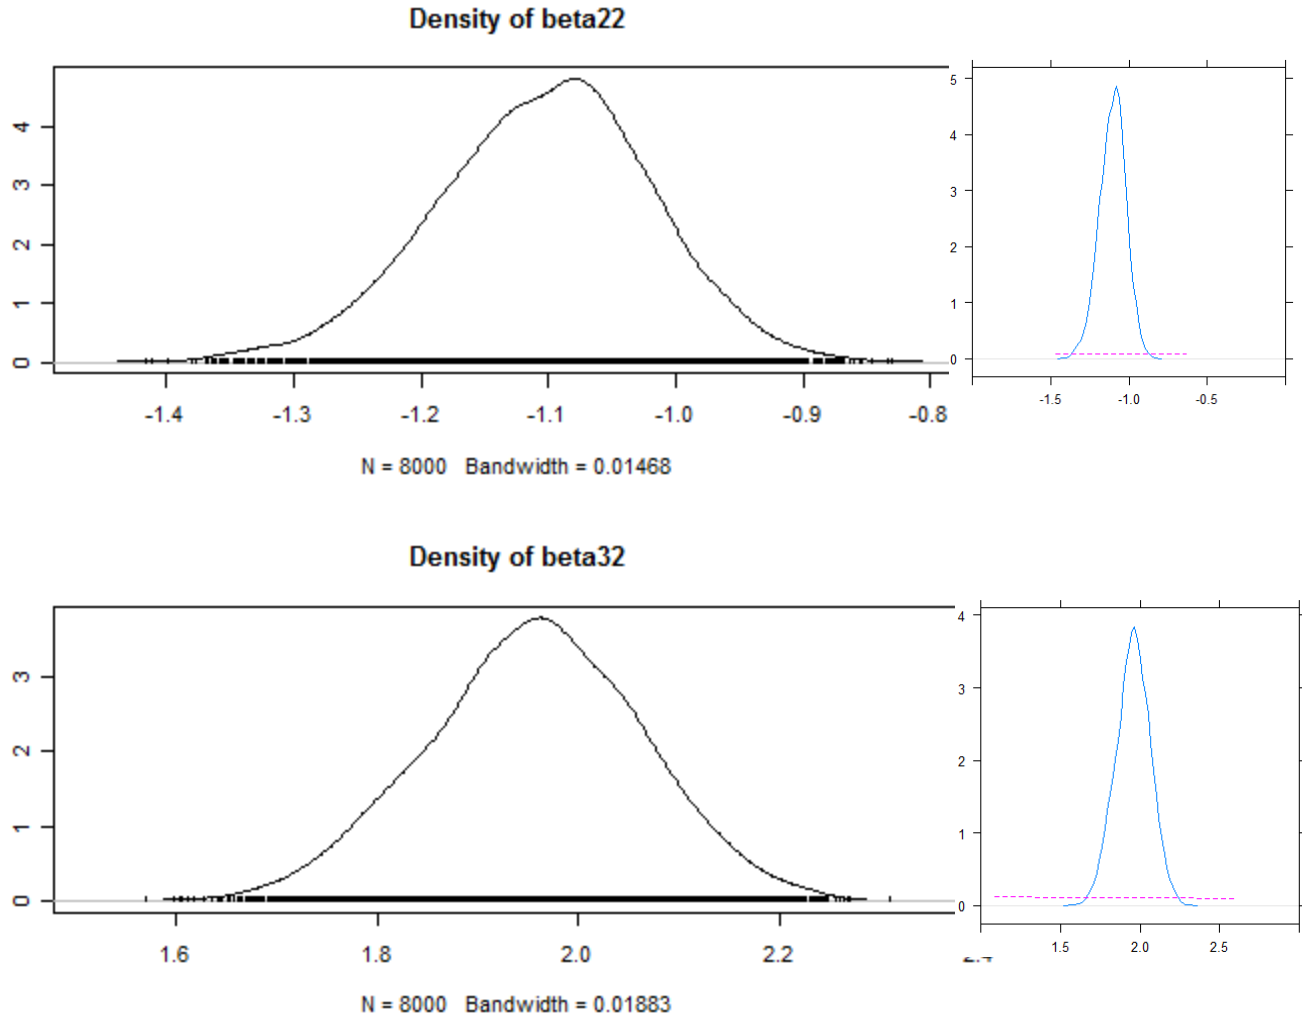 Density of beta22
4
3
2
1
0
-1.4 -1.3 -1.2 -1.1 -1.0 -0.9 -0.8
N = 8000 Bandwidth = 0.01468
5
4
3
2
1
0
-1.5 -1.0 -0.5
Density of beta32
3
2
1
0
1.6 1.8 2.0 2.2
N = 8000 Bandwidth = 0.01883
4
3
2
1
0
1.5 2.0 2.5